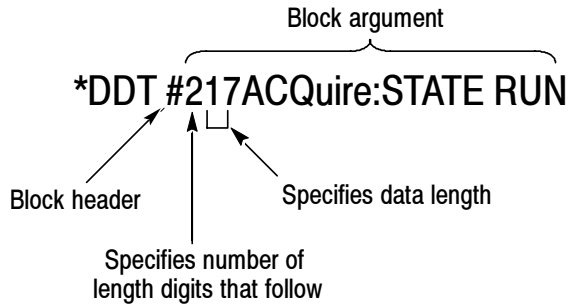 Block argument
*DDT #217ACQuire:STATE RUN
Block header
Specifies data length
Specifies number of
length digits that follow